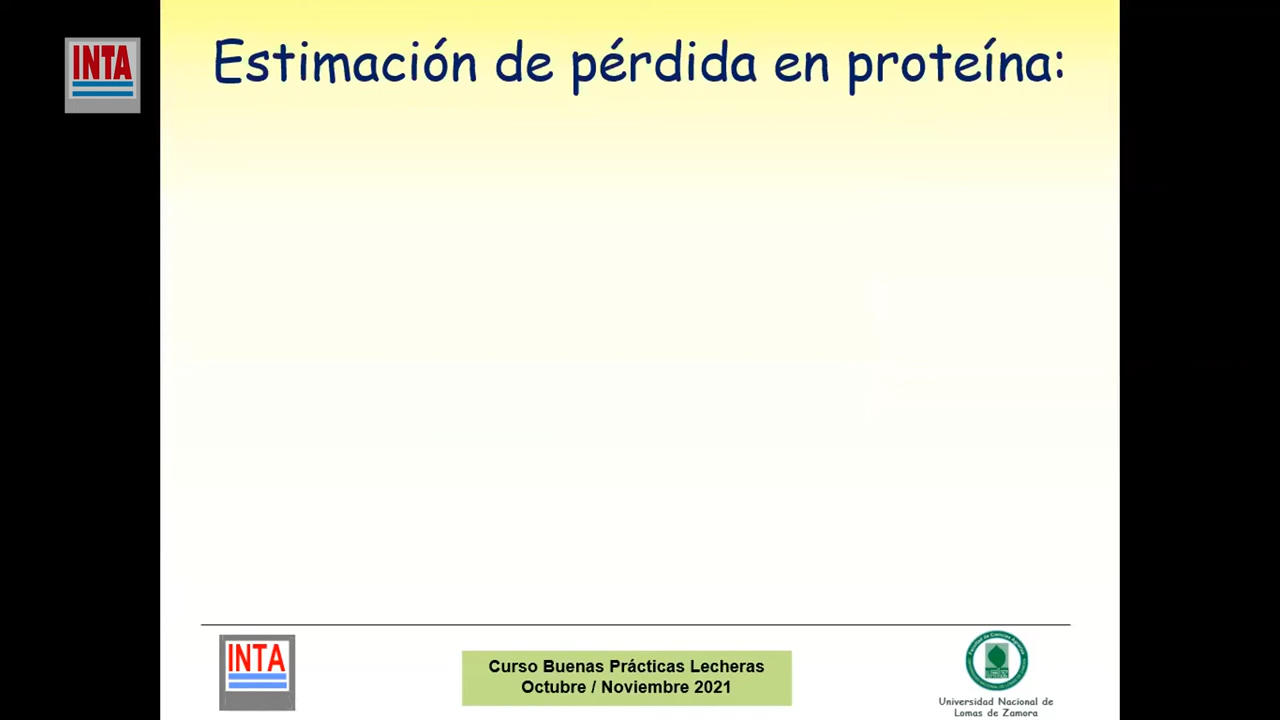 INTA
Estimación de pérdida en proteína:
INTA
Curso Buenas Prácticas Lecheras
Octubre / Noviembre 2021
Universidad Nacional de
Lomas de Zamora